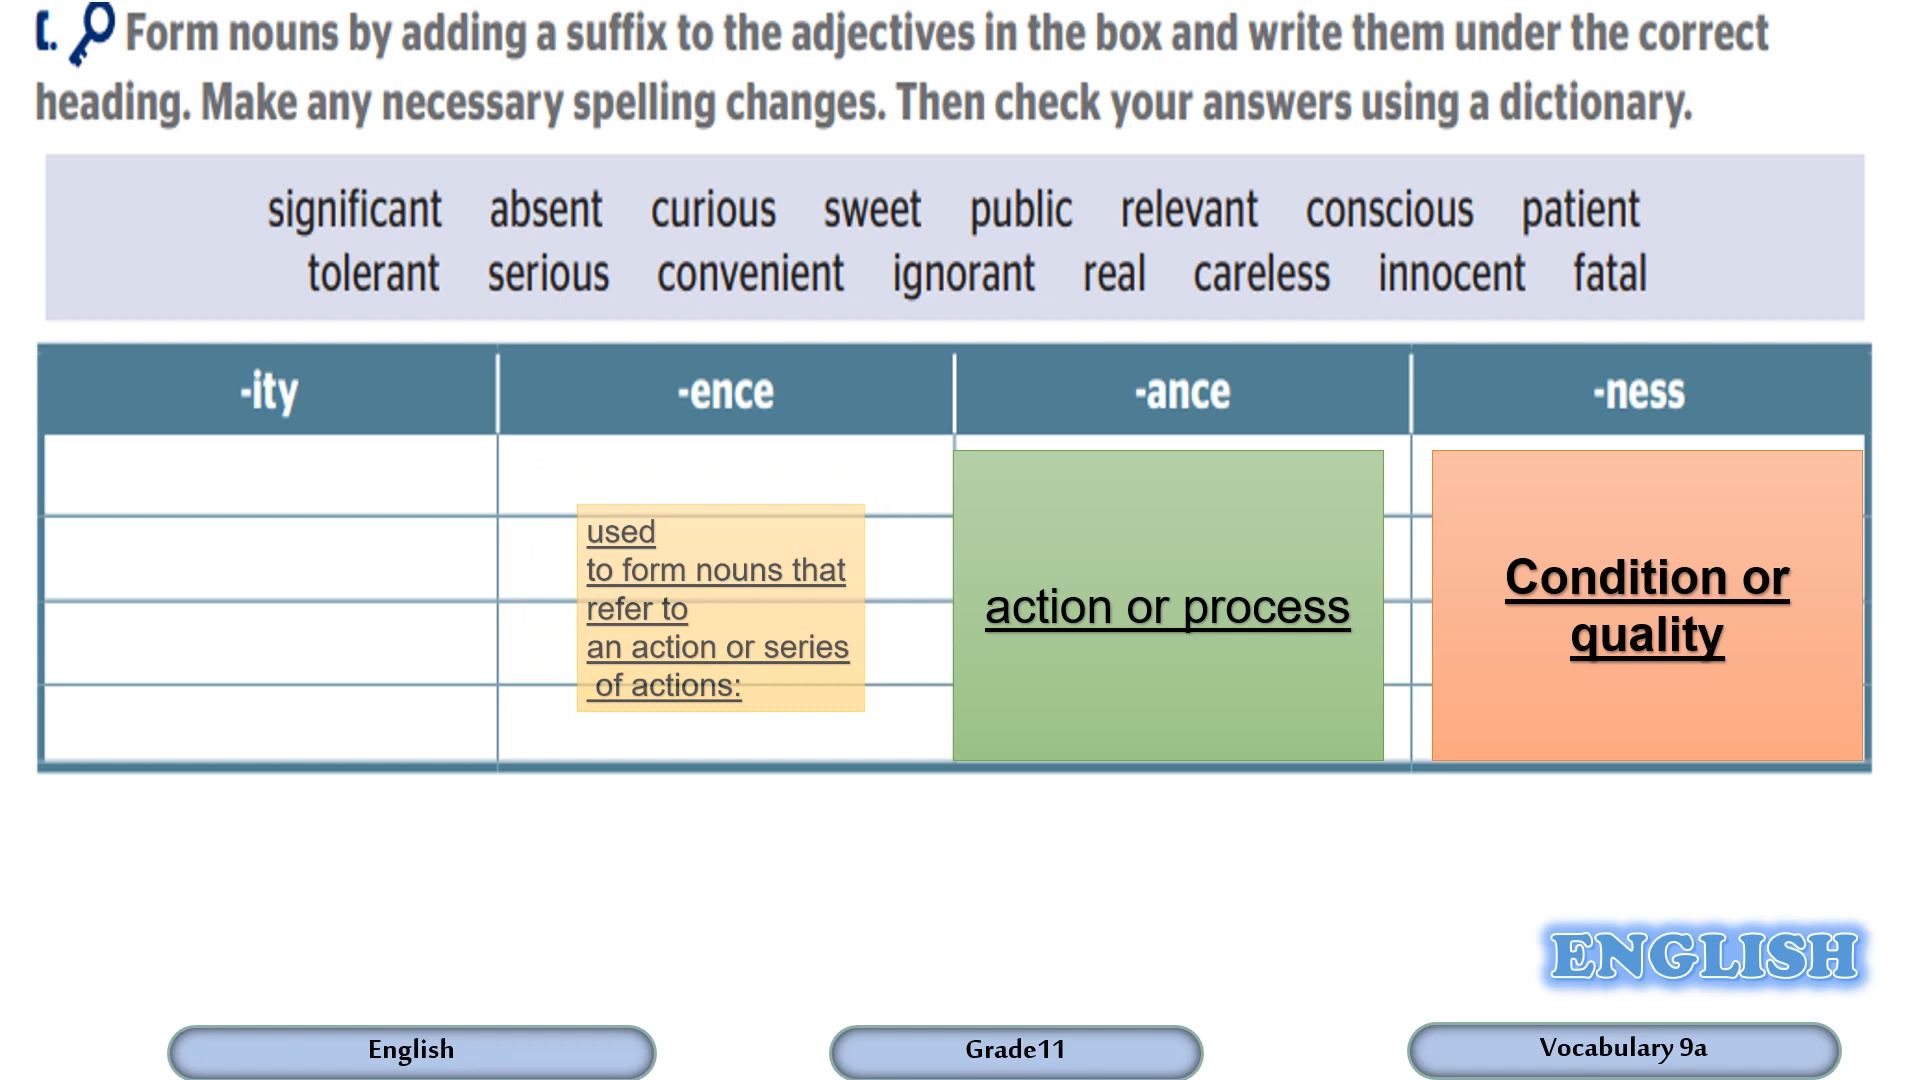 C. Form nouns by adding a suffix to the adjectives in the box and write them under the correct
heading. Make any necessary spelling changes. Then check your answers using a dictionary.
significant absent curious sweet public relevant conscious patient
tolerant serious convenient ignorant real careless innocent fatal
-ity -ence -ance -ness
used
to form nouns that
refer to
an action or series
of actions:
action or process
Condition or
quality
ENGLISH
English
Grade11
Vocabulary 9a